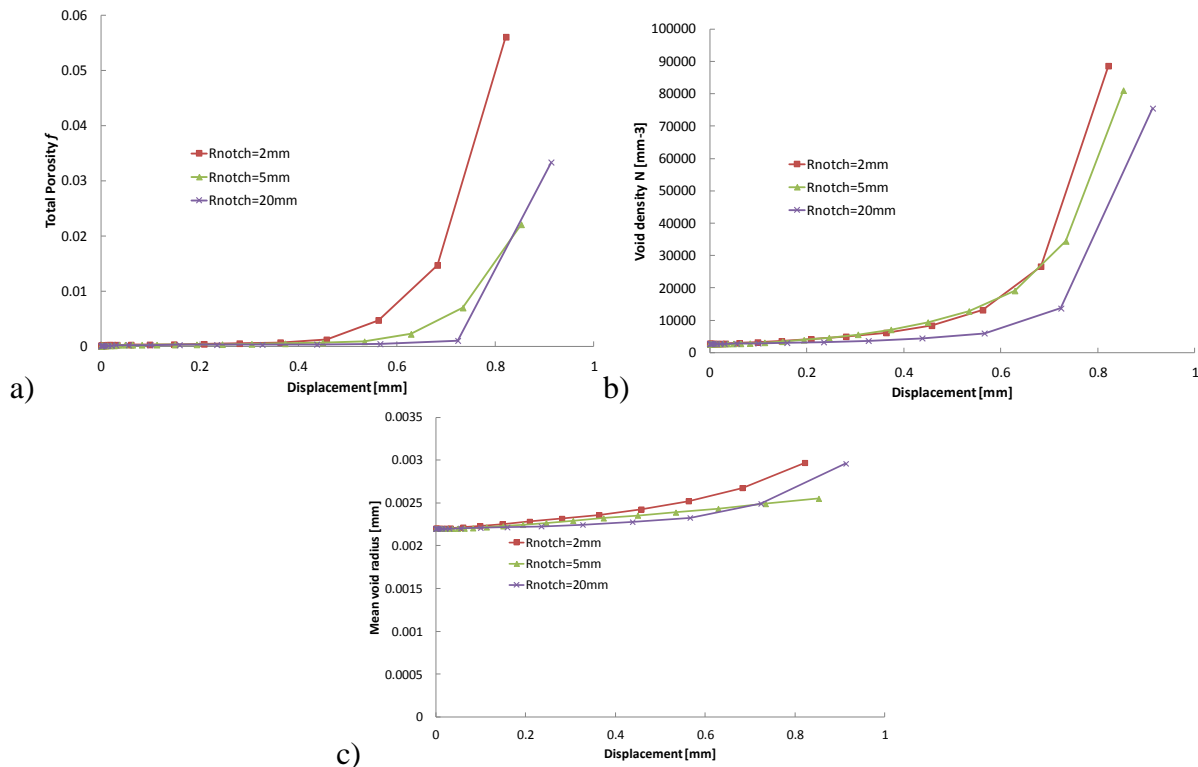 0.06
0.05
0.04
0.03
0.02
0.01
0
Total Porosity f
Rnotch=2mm
Rnotch=5mm
Rnotch=20mm
0 0.2 0.4 0.6 0.8 1
Displacement [mm]
a)
100000
90000
80000
70000
60000
50000
40000
30000
20000
10000
0
Void density N [mm-3]
Rnotch=2mm
Rnotch=5mm
Rnotch=20mm
0 0.2 0.4 0.6 0.8 1
Displacement [mm]
b)
0.0035
0.003
0.0025
0.002
0.0015
0.001
0.0005
0
Mean void radius [mm]
Rnotch=2mm
Rnotch=5mm
Rnotch=20mm
0 0.2 0.4 0.6 0.8 1
Displacement [mm]
c)